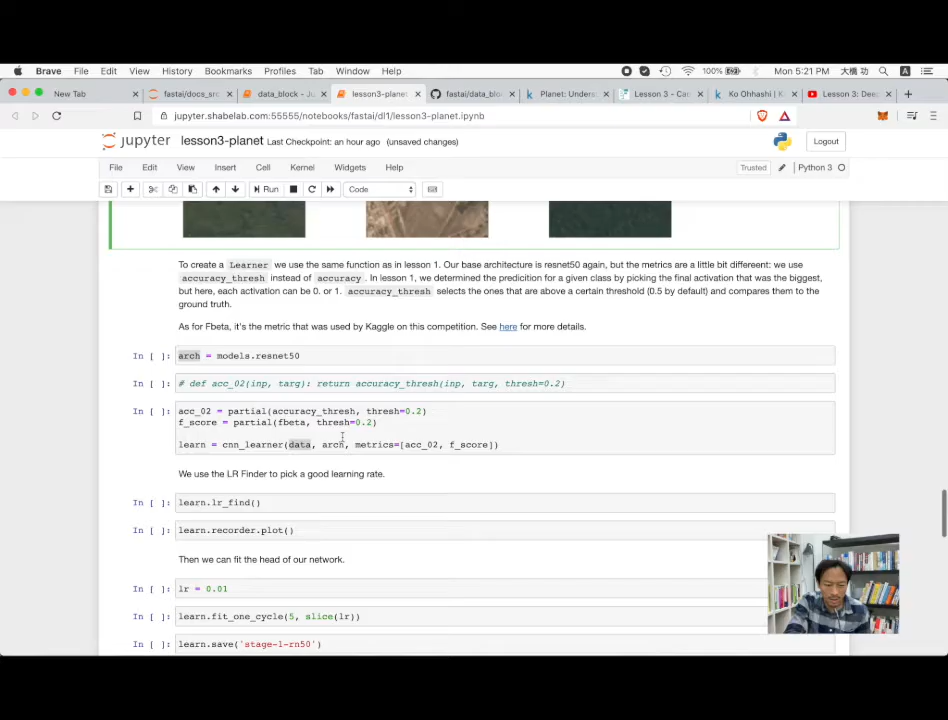 Brave File Edit View History Bookmarks Profiles Tab Window Help 100% Mon 5:21 PM 大橋 功
New Tab fastai/docs_src data_block - Ju lesson3-planet fastai/data_blo Planet: Unders Lesson 3 - Ca Ko Ohhashi | K Lesson 3: Dee
jupyter.shabelab.com:55555/notebooks/fastai/dl1/lesson3-planet.ipynb
jupyter lesson3-planet Last Checkpoint: an hour ago (unsaved changes) Logout
File Edit View Insert Cell Kernel Widgets Help Trusted Python 3
Run Code
To create a Learner we use the same function as in lesson 1. Our base architecture is resnet50 again, but the metrics are a little bit different: we use
accuracy_thresh instead of accuracy. In lesson 1, we determined the predicition for a given class by picking the final activation that was the biggest,
but here, each activation can be 0. or 1. accuracy_thresh selects the ones that are above a certain threshold (0.5 by default) and compares them to the
ground truth.
As for Fbeta, it's the metric that was used by Kaggle on this competition. See here for more details.
In [ ]: arch = models.resnet50
In [ ]: # def acc_02(inp, targ): return accuracy_thresh(inp, targ, thresh=0.2)
In [ ]: acc_02 = partial(accuracy_thresh, thresh=0.2)
f_score = partial(fbeta, thresh=0.2)
learn = cnn_learner(data, arch, metrics=[acc_02, f_score])
We use the LR Finder to pick a good learning rate.
In [ ]: learn.lr_find()
In [ ]: learn.recorder.plot()
Then we can fit the head of our network.
In [ ]: lr = 0.01
In [ ]: learn.fit_one_cycle(5, slice(lr))
In [ ]: learn.save('stage-1-rn50')